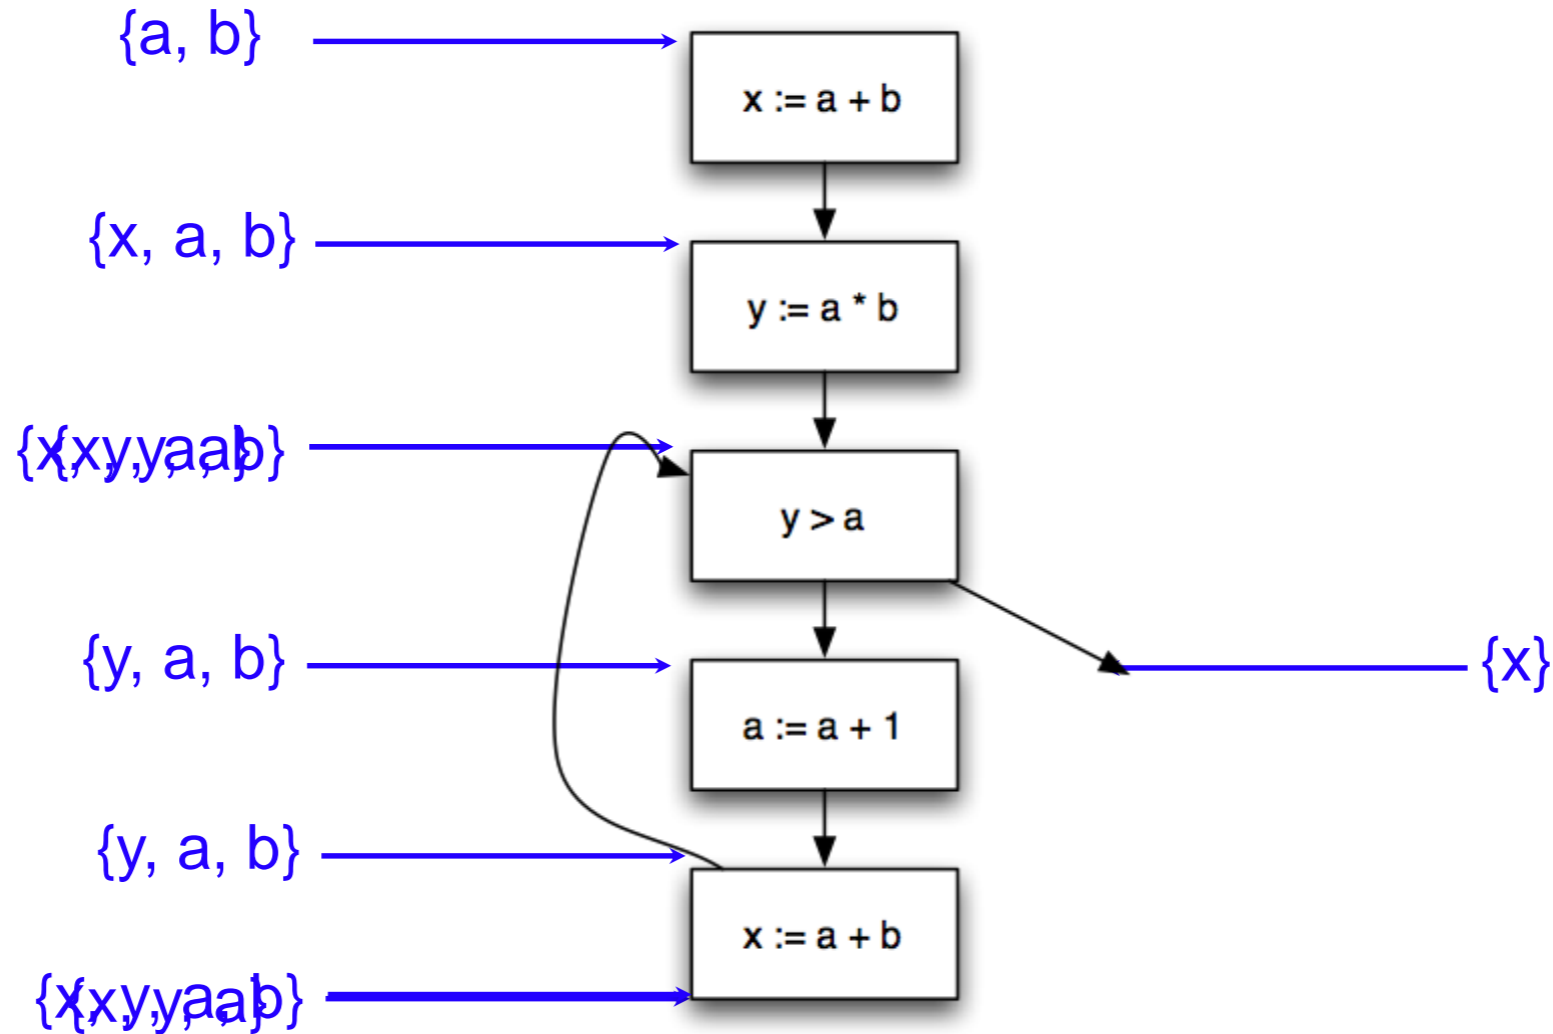 {a, b}
x := a + b
{x, a, b}
y := a * b
{x, y, a, b}
{x, y, a}
y > a
{y, a, b}
{x}
a := a + 1
{y, a, b}
x := a + b
{x, y, a, b}
{x, y, a}